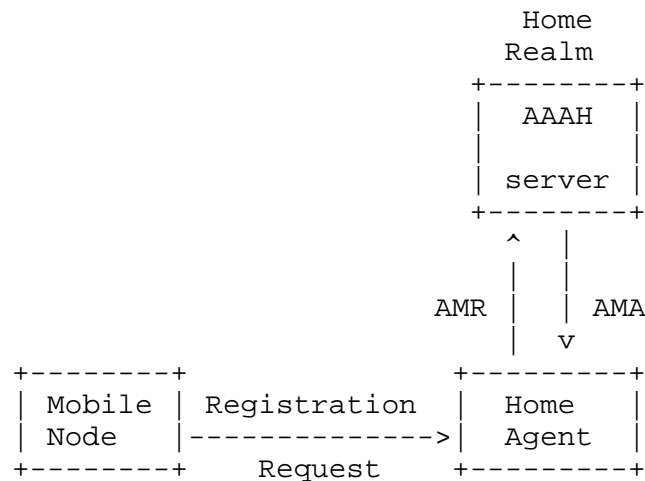 Home
Realm
+--------+
|  AAAH  |
|        |
| server |
+--------+
^ |
| |
AMR | | AMA
| v
+--------+ +---------+
| Mobile | Registration | Home |
| Node |-------------->| Agent |
+--------+ Request +---------+